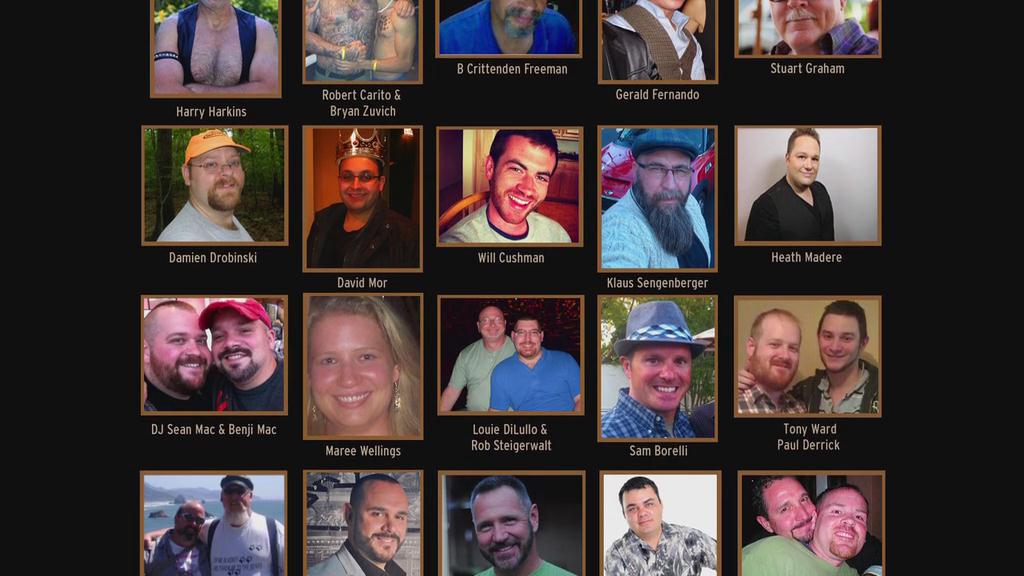 B Crittenden Freeman
Stuart Graham
Robert Carito &
Bryan Zuvich
Gerald Fernando
Harry Harkins
Damien Drobinski
David Mor
Will Cushman
Klaus Sengenberger
Heath Madere
DJ Sean Mac & Benji Mac
Maree Wellings
Louie DiLullo &
Rob Steigerwalt
Sam Borelli
Tony Ward
Paul Derrick